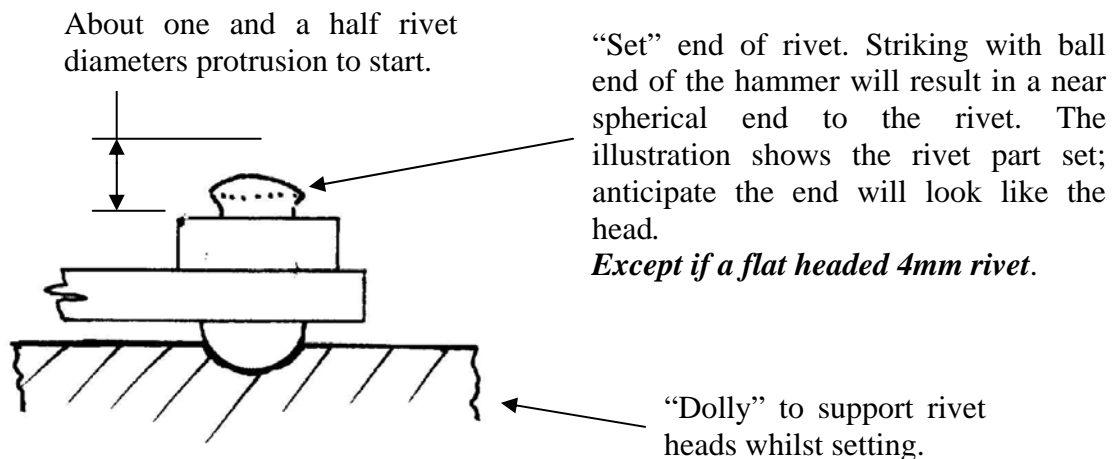 About one and a half rivet
diameters protrusion to start.
“Set” end of rivet. Striking with ball
end of the hammer will result in a near
spherical end to the rivet. The
illustration shows the rivet part set;
anticipate the end will look like the
head.
Except if a flat headed 4mm rivet.
“Dolly” to support rivet
heads whilst setting.